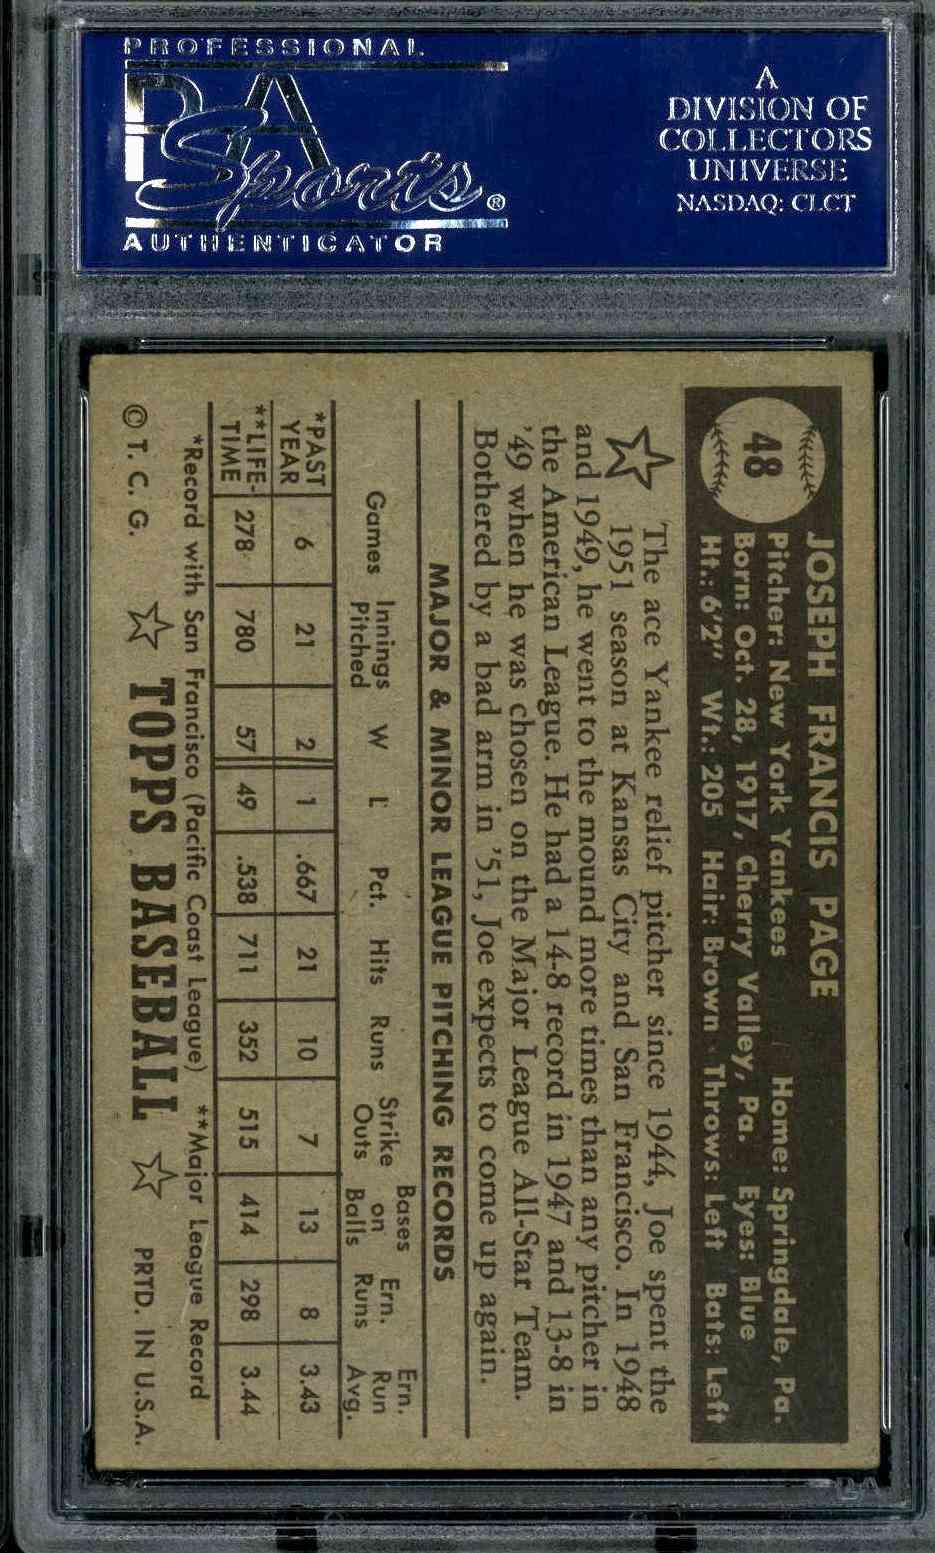 PROFESSIONAL
PSA
Sports®
AUTHENTICATOR
A
DIVISION OF
COLLECTORS
UNIVERSE
NASDAQ: CLCT
48
JOSEPH FRANCIS PAGE
Pitcher: New York Yankees Home: Springdale, Pa.
Born: Oct. 28, 1917, Cherry Valley, Pa. Eyes: Blue
Ht.: 6'2" Wt.: 205 Hair: Brown · Throws: Left Bats: Left
The ace Yankee relief pitcher since 1944, Joe spent the
1951 season at Kansas City and San Francisco. In 1948
and 1949, he went to the mound more times than any pitcher in
the American League. He had a 14-8 record in 1947 and 13-8 in
'49 when he was chosen on the Major League All-Star Team.
Bothered by a bad arm in '51, Joe expects to come up again.
MAJOR & MINOR LEAGUE PITCHING RECORDS
Games Innings Pitched W L Pct. Hits Runs Strike Outs Bases on Balls Ern. Runs Ern. Run Avg.
*PAST YEAR 6 21 2 1 .667 21 10 7 13 8 3.43
**LIFE-TIME 278 780 57 49 .538 711 352 515 414 298 3.44
*Record with San Francisco (Pacific Coast League) **Major League Record
© T. C. G. TOPPS BASEBALL PRTD. IN U.S.A.